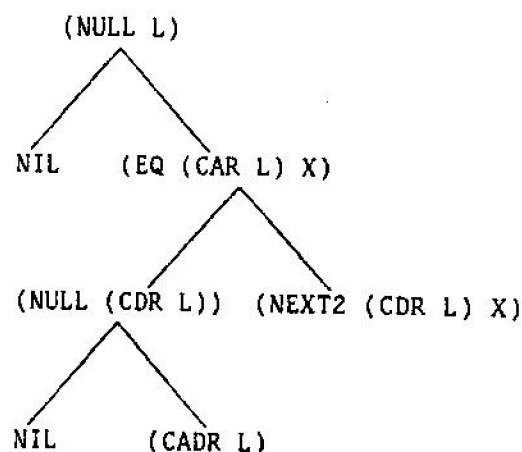 (NULL L)
NIL (EQ (CAR L) X)
(NULL (CDR L)) (NEXT2 (CDR L) X)
NIL (CADR L)